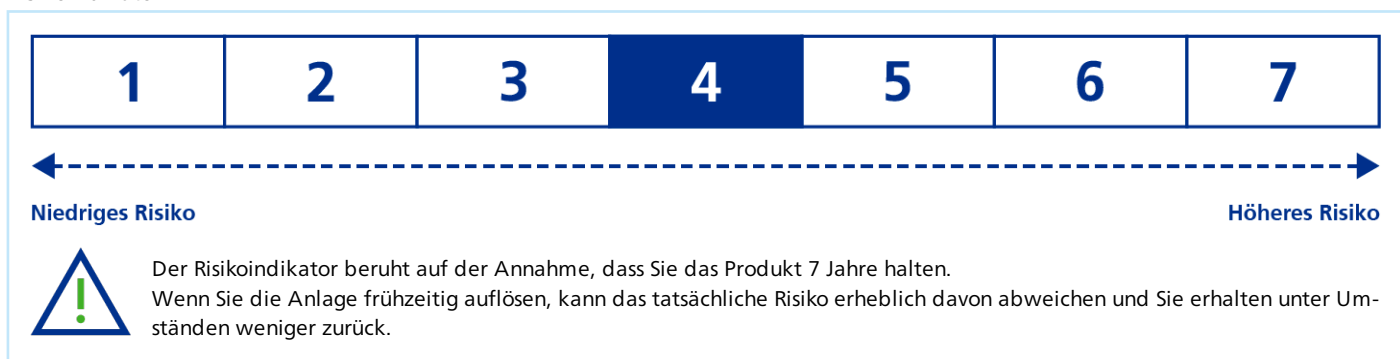 1 2 3 4 5 6 7
Niedriges Risiko Höheres Risiko
Der Risikoindikator beruht auf der Annahme, dass Sie das Produkt 7 Jahre halten.
Wenn Sie die Anlage frühzeitig auflösen, kann das tatsächliche Risiko erheblich davon abweichen und Sie erhalten unter Um-
ständen weniger zurück.